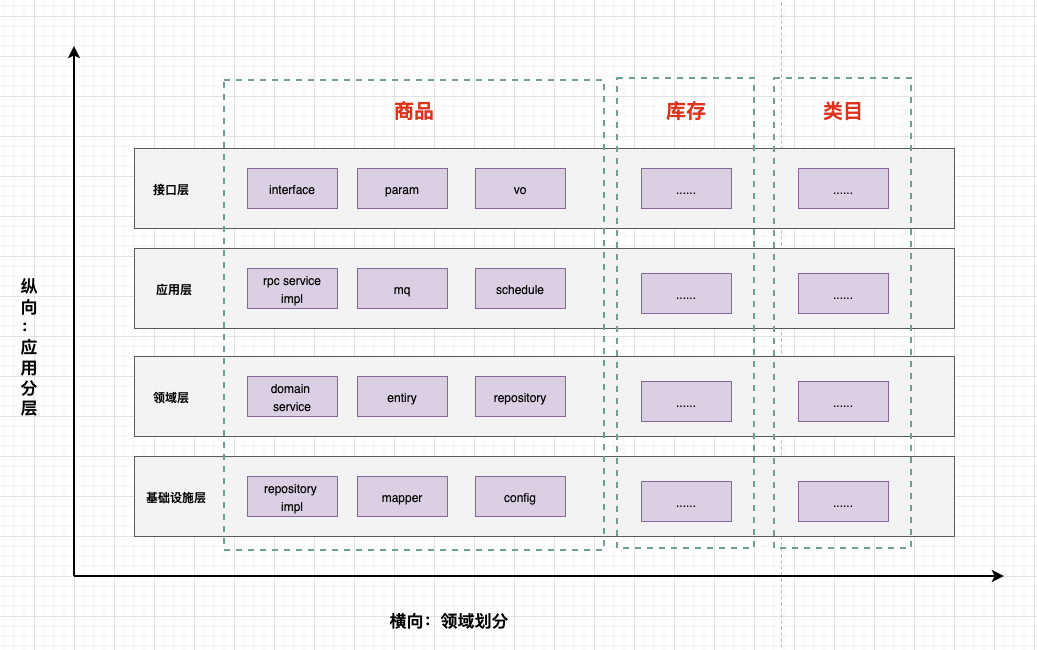 商品
库存
类目
接口层
interface
param
vo
......
......
应用层
rpc service
impl
mq
schedule
......
......
领域层
domain
service
entiry
repository
......
......
基础设施层
repository
impl
mapper
config
......
......
纵向：应用分层
横向：领域划分